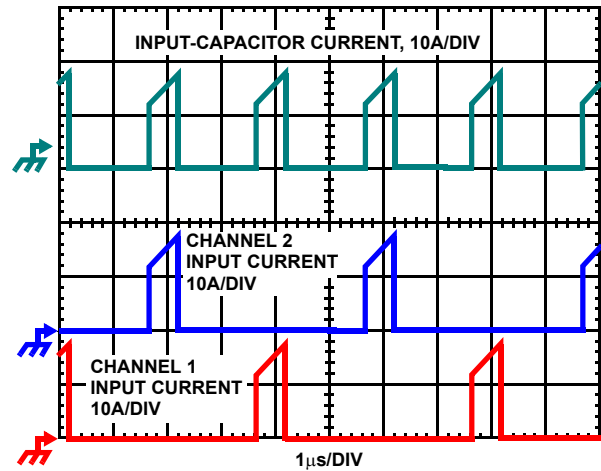 INPUT-CAPACITOR CURRENT, 10A/DIV
CHANNEL 2
INPUT CURRENT
10A/DIV
CHANNEL 1
INPUT CURRENT
10A/DIV
1μs/DIV